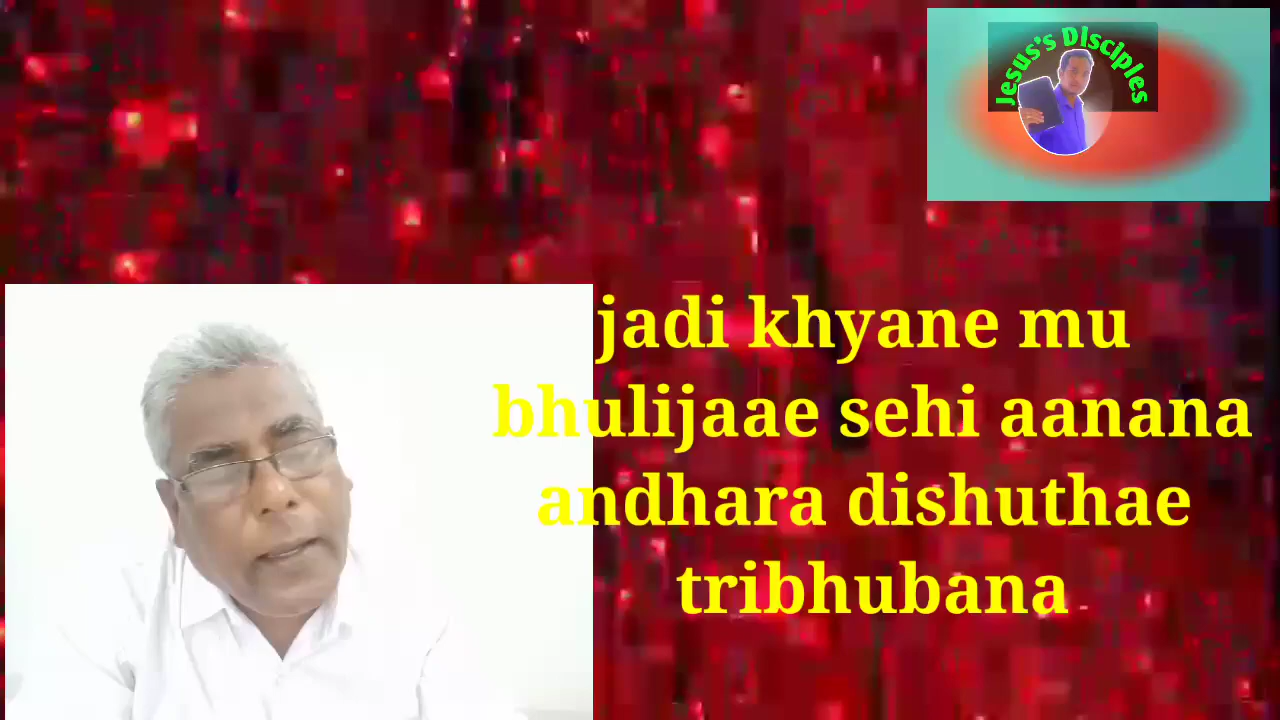 Jesus's Disciples
jadi khyane mu
bhulijaae sehi aanana
andhara dishuthae
tribhubana